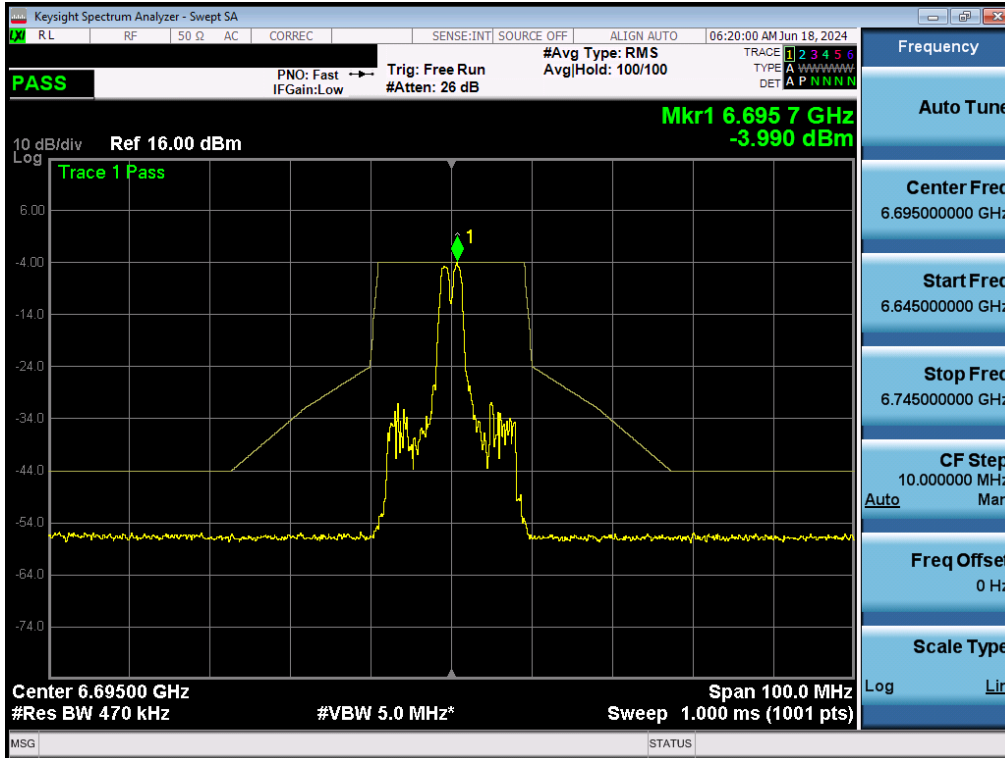 Keysight Spectrum Analyzer - Swept SA
LXI RL RF 50 Ω AC CORREC SENSE:INT SOURCE OFF ALIGN AUTO 06:20:00 AM Jun 18, 2024
PASS
PNO: Fast
IFGain:Low
Trig: Free Run
#Atten: 26 dB
#Avg Type: RMS
Avg|Hold: 100/100
TRACE 1 2 3 4 5 6
TYPE A WWWWW
DET A P N N N N
Mkr1 6.695 7 GHz
-3.990 dBm
10 dB/div Ref 16.00 dBm
Log
Trace 1 Pass
1
6.00
-4.00
-14.0
-24.0
-34.0
-44.0
-54.0
-64.0
-74.0
Center 6.69500 GHz Span 100.0 MHz
#Res BW 470 kHz #VBW 5.0 MHz* Sweep 1.000 ms (1001 pts)
MSG STATUS
Frequency
Auto Tune
Center Freq
6.695000000 GHz
Start Freq
6.645000000 GHz
Stop Freq
6.745000000 GHz
CF Step
10.000000 MHz
Auto Man
Freq Offset
0 Hz
Scale Type
Log Lin